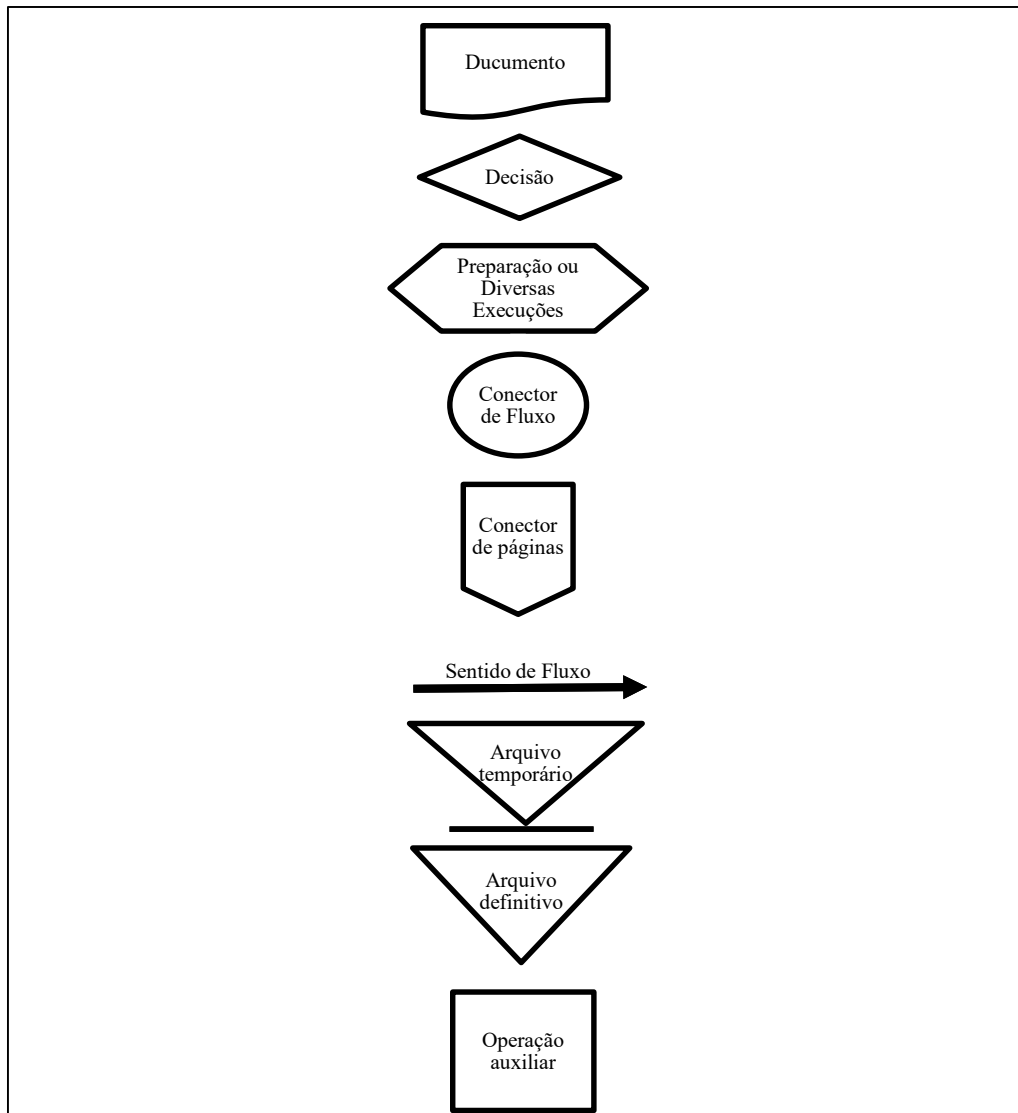 Ducumento
Decisão
Preparação ou
Diversas
Execuções
Conector
de Fluxo
Conector
de páginas
Sentido de Fluxo
Arquivo
temporário
Arquivo
definitivo
Operação
auxiliar